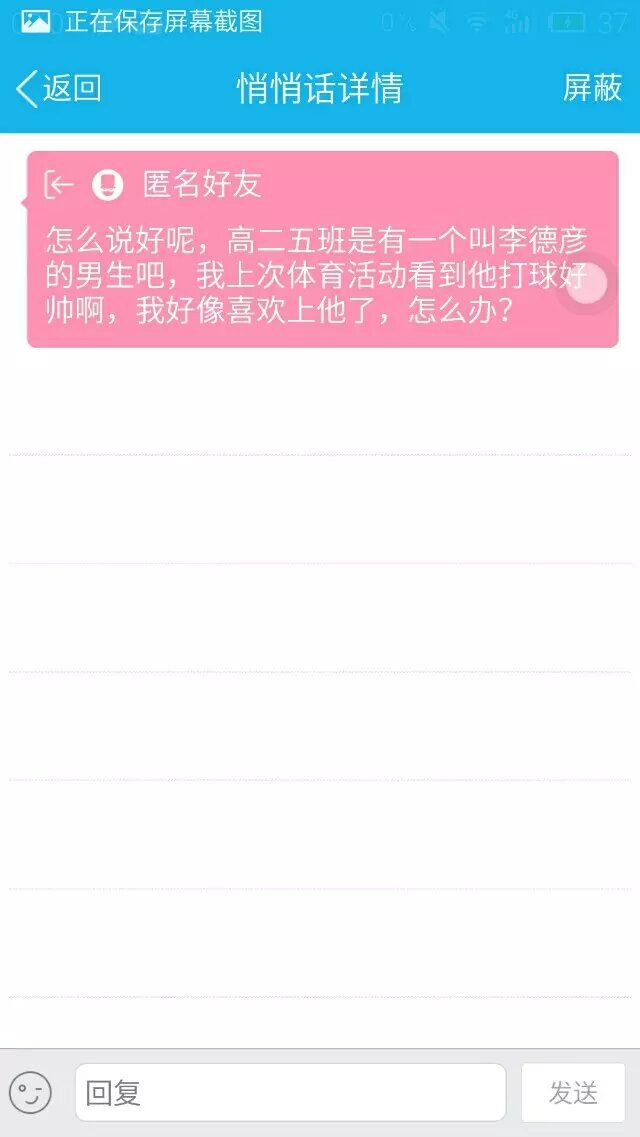 正在保存屏幕截图
0%
37
返回
悄悄话详情
屏蔽
匿名好友
怎么说好呢，高二五班是有一个叫李德彦
的男生吧，我上次体育活动看到他打球好
帅啊，我好像喜欢上他了，怎么办？
回复
发送